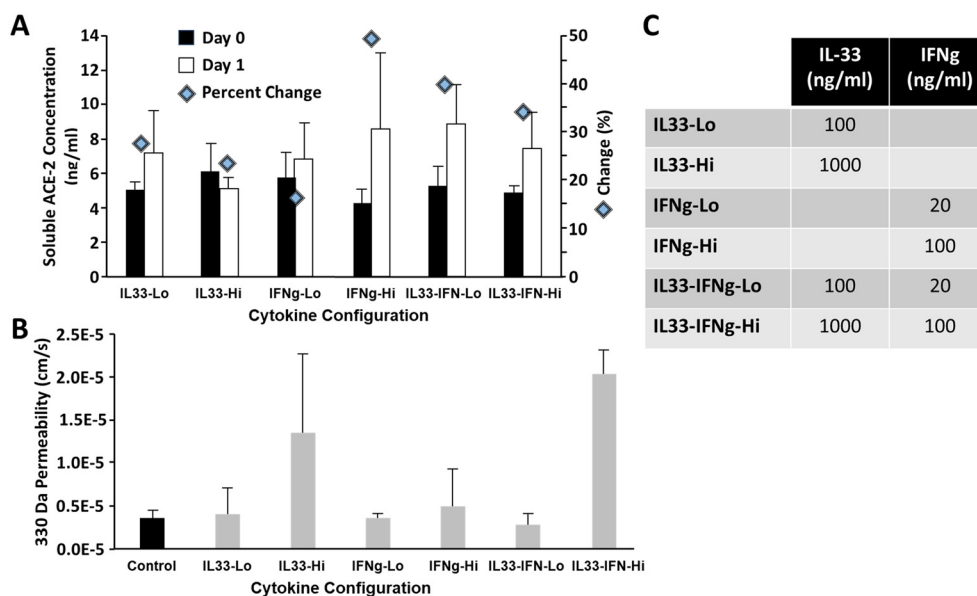 A
Soluble ACE-2 Concentration
(ng/ml)
14
12
10
8
6
4
2
0
Day 0
Day 1
Percent Change
50
40
30
20
10
0
Change (%)
IL33-Lo IL33-Hi IFNg-Lo IFNg-Hi IL33-IFN-Lo IL33-IFN-Hi
Cytokine Configuration
B
330 Da Permeability (cm/s)
2.5E-5
2.0E-5
1.5E-5
1.0E-5
0.5E-5
0.0E-5
Control IL33-Lo IL33-Hi IFNg-Lo IFNg-Hi IL33-IFN-Lo IL33-IFN-Hi
Cytokine Configuration
C
IL-33 IFNg
(ng/ml) (ng/ml)
IL33-Lo 100
IL33-Hi 1000
IFNg-Lo 20
IFNg-Hi 100
IL33-IFNg-Lo 100 20
IL33-IFNg-Hi 1000 100